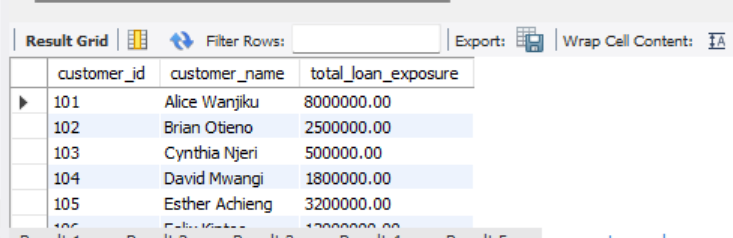 Result Grid Filter Rows: Export: Wrap Cell Content: IA
customer_id customer_name total_loan_exposure
101 Alice Wanjiku 8000000.00
102 Brian Otieno 2500000.00
103 Cynthia Njeri 500000.00
104 David Mwangi 1800000.00
105 Esther Achieng 3200000.00